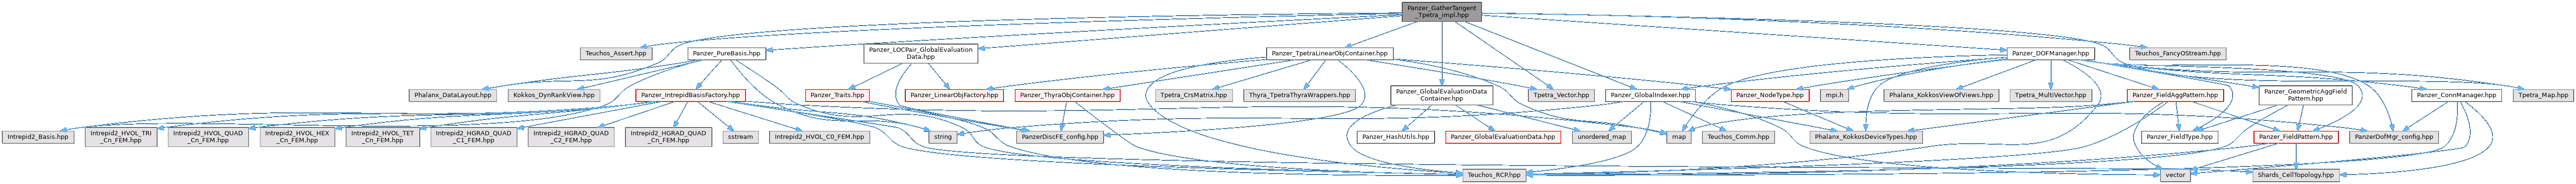 Panzer_GatherTangent
_Tpetra_impl.hpp
Teuchos_Assert.hpp
Panzer_PureBasis.hpp
Panzer_LOCPair_GlobalEvaluation
Data.hpp
Panzer_TpetraLinearObjContainer.hpp
Panzer_DOFManager.hpp
Teuchos_FancyOStream.hpp
Phalanx_DataLayout.hpp
Kokkos_DynRankView.hpp
Panzer_IntrepidBasisFactory.hpp
Panzer_Traits.hpp
Panzer_LinearObjFactory.hpp
Panzer_ThyraObjContainer.hpp
Tpetra_CrsMatrix.hpp
Thyra_TpetraThyraWrappers.hpp
Panzer_GlobalEvaluationData
Container.hpp
Tpetra_Vector.hpp
Panzer_GlobalIndexer.hpp
Panzer_NodeType.hpp
mpi.h
Phalanx_KokkosViewOfViews.hpp
Tpetra_MultiVector.hpp
Panzer_FieldAggPattern.hpp
Panzer_GeometricAggField
Pattern.hpp
Panzer_ConnManager.hpp
Tpetra_Map.hpp
Intrepid2_Basis.hpp
Intrepid2_HVOL_TRI
_Cn_FEM.hpp
Intrepid2_HVOL_QUAD
_Cn_FEM.hpp
Intrepid2_HVOL_HEX
_Cn_FEM.hpp
Intrepid2_HVOL_TET
_Cn_FEM.hpp
Intrepid2_HGRAD_QUAD
_C1_FEM.hpp
Intrepid2_HGRAD_QUAD
_C2_FEM.hpp
Intrepid2_HGRAD_QUAD
_Cn_FEM.hpp
sstream
Intrepid2_HVOL_C0_FEM.hpp
string
PanzerDiscFE_config.hpp
Panzer_HashUtils.hpp
Panzer_GlobalEvaluationData.hpp
unordered_map
map
Teuchos_Comm.hpp
Phalanx_KokkosDeviceTypes.hpp
Panzer_FieldType.hpp
Panzer_FieldPattern.hpp
PanzerDofMgr_config.hpp
Teuchos_RCP.hpp
vector
Shards_CellTopology.hpp